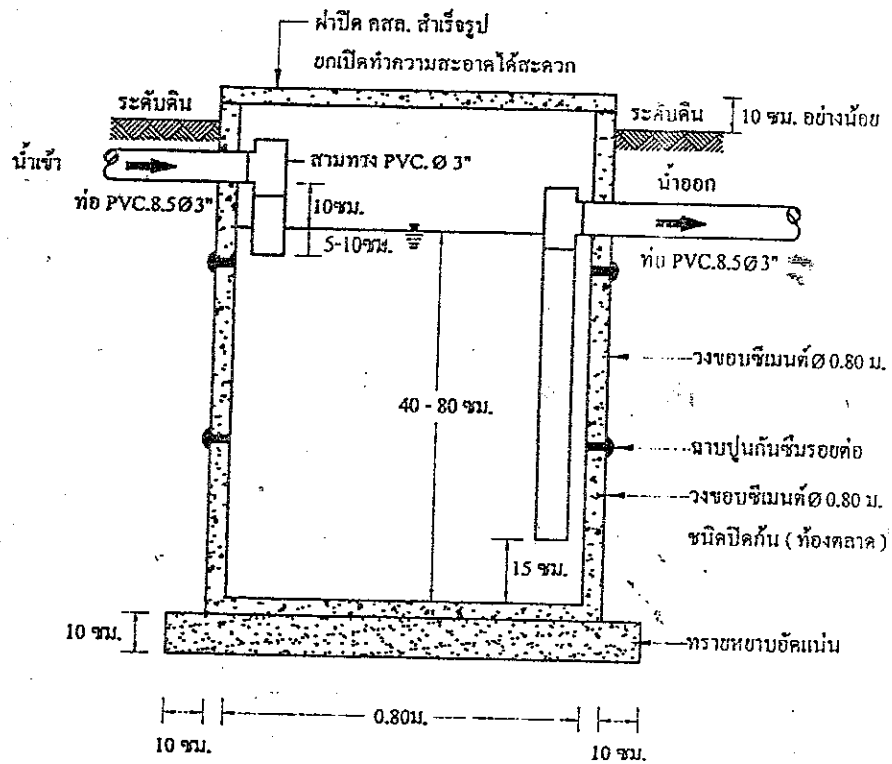 ฝาปิด คสล. สำเร็จรูป
ยกเปิดทำความสะอาดได้สะดวก
ระดับดิน
ระดับดิน
10 ซม. อย่างน้อย
น้ำเข้า
สามทาง PVC. Ø 3"
น้ำออก
ท่อ PVC.8.5Ø3"
10ซม.
5-10ซม.
ท่อ PVC.8.5Ø3"
วงขอบซีเมนต์ Ø 0.80 ม.
40 - 80 ซม.
ฉาบปูนกันซึมรอยต่อ
วงขอบซีเมนต์ Ø 0.80 ม.
ชนิดปิดก้น ( ท้องตลาด )
15 ซม.
10 ซม.
ทรายหยาบอัดแน่น
0.80ม.
10 ซม.
10 ซม.